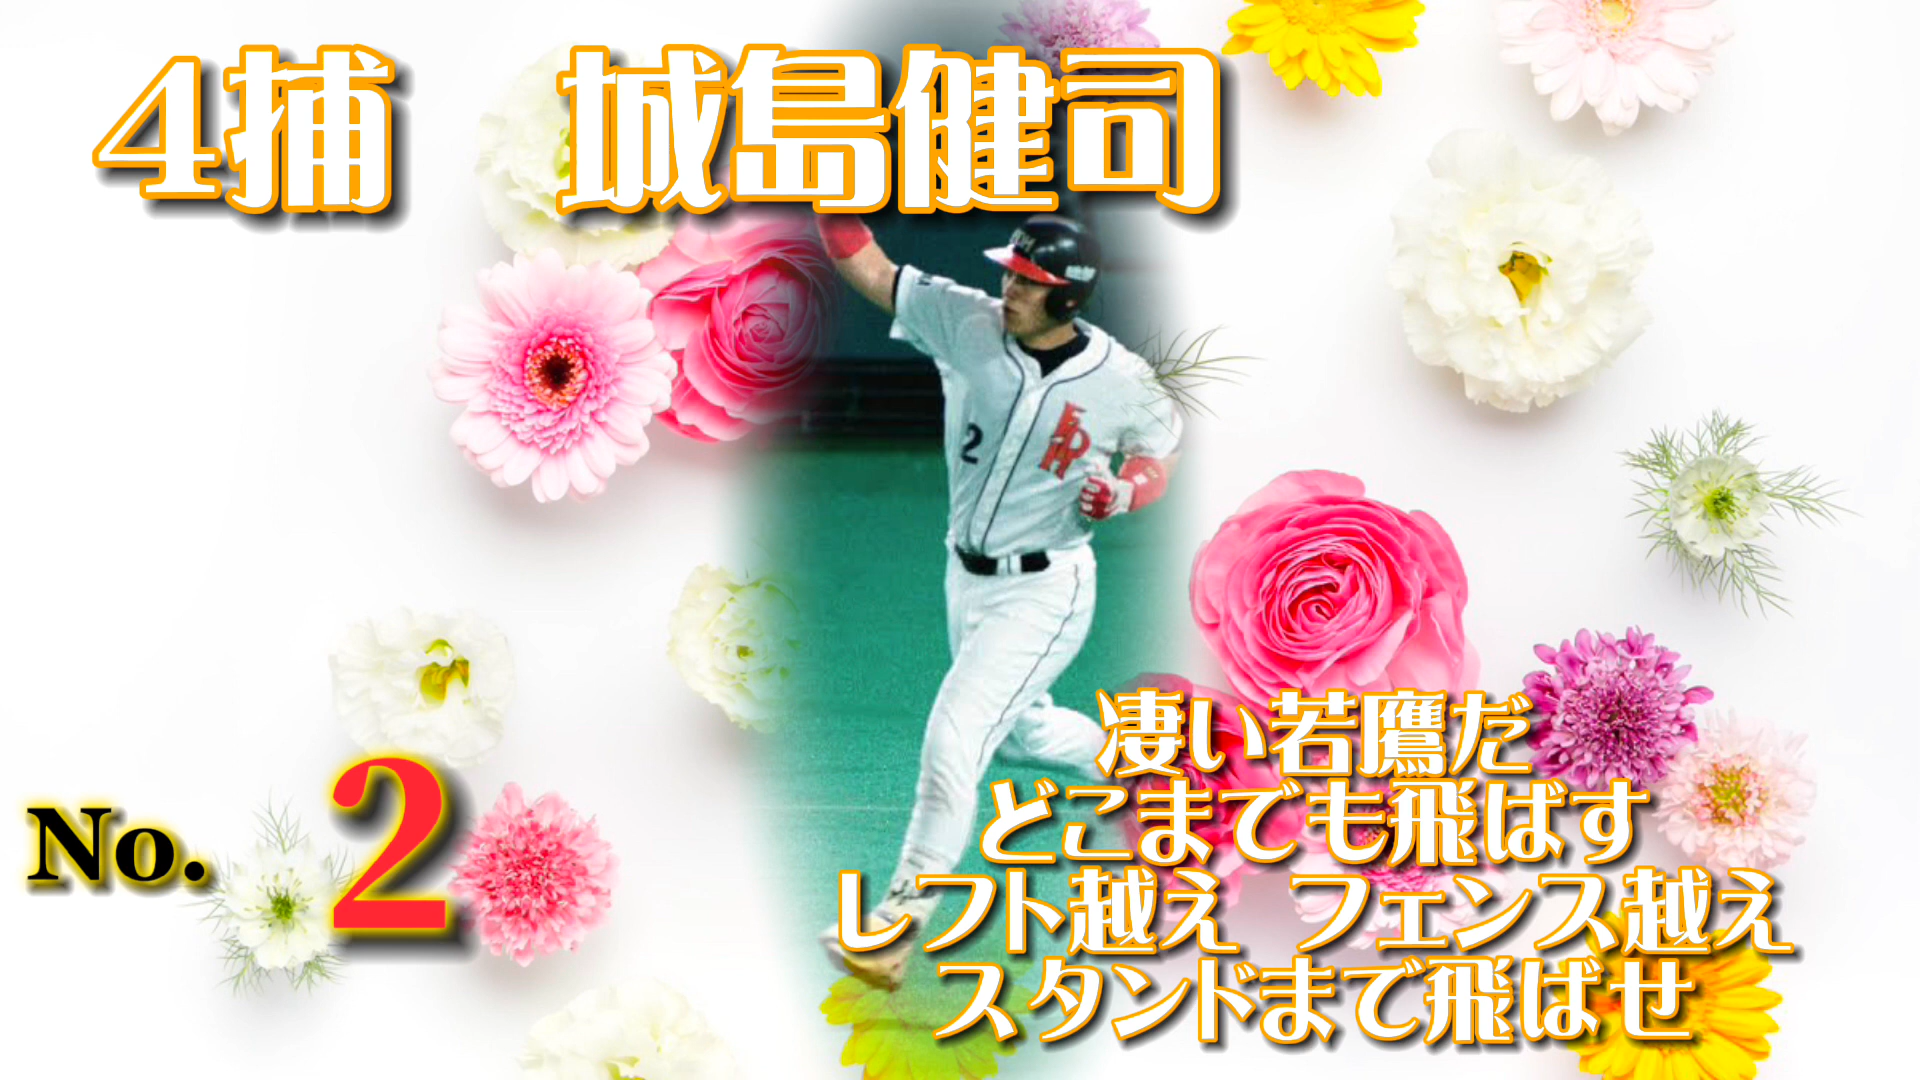 4捕　城島健司
2
No. 2
凄い若鷹だ
どこまでも飛ばす
レフト越え フェンス越え
スタンドまで飛ばせ